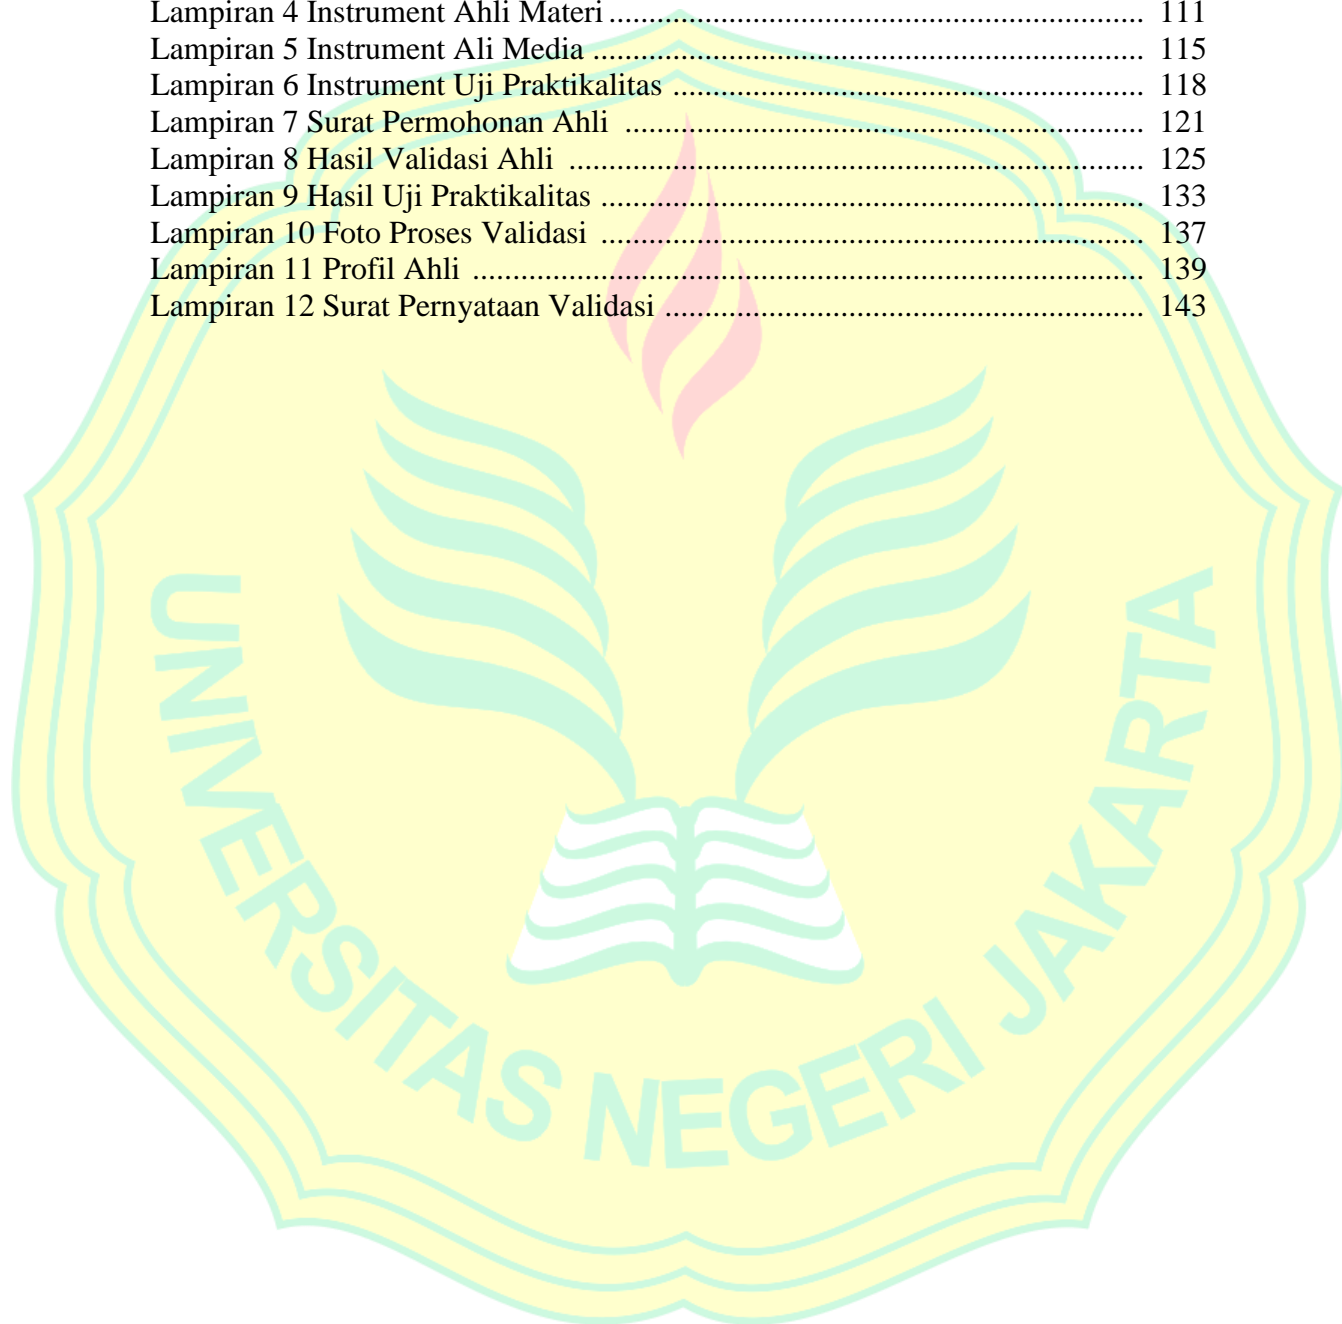 Lampiran 4 Instrument Ahli Materi ................................................................... 111
Lampiran 5 Instrument Ali Media ..................................................................... 115
Lampiran 6 Instrument Uji Praktikalitas ........................................................... 118
Lampiran 7 Surat Permohonan Ahli ................................................................. 121
Lampiran 8 Hasil Validasi Ahli ........................................................................ 125
Lampiran 9 Hasil Uji Praktikalitas .................................................................... 133
Lampiran 10 Foto Proses Validasi .................................................................... 137
Lampiran 11 Profil Ahli .................................................................................... 139
Lampiran 12 Surat Pernyataan Validasi ............................................................ 143
UNIVERSITAS NEGERI JAKARTA